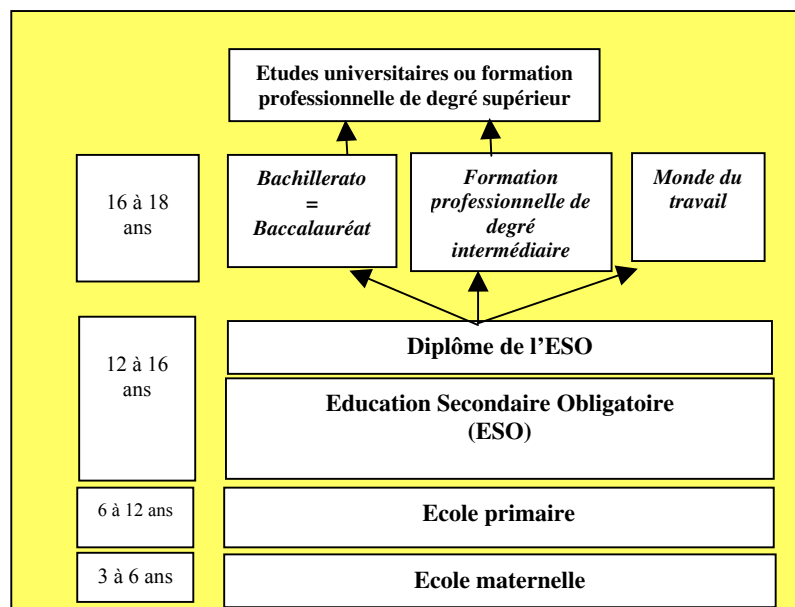 Etudes universitaires ou formation
professionnelle de degré supérieur
16 à 18
ans
Bachillerato
=
Baccalauréat
Formation
professionnelle de
degré
intermédiaire
Monde du
travail
12 à 16
ans
Diplôme de l’ESO
Education Secondaire Obligatoire
(ESO)
6 à 12 ans
Ecole primaire
3 à 6 ans
Ecole maternelle